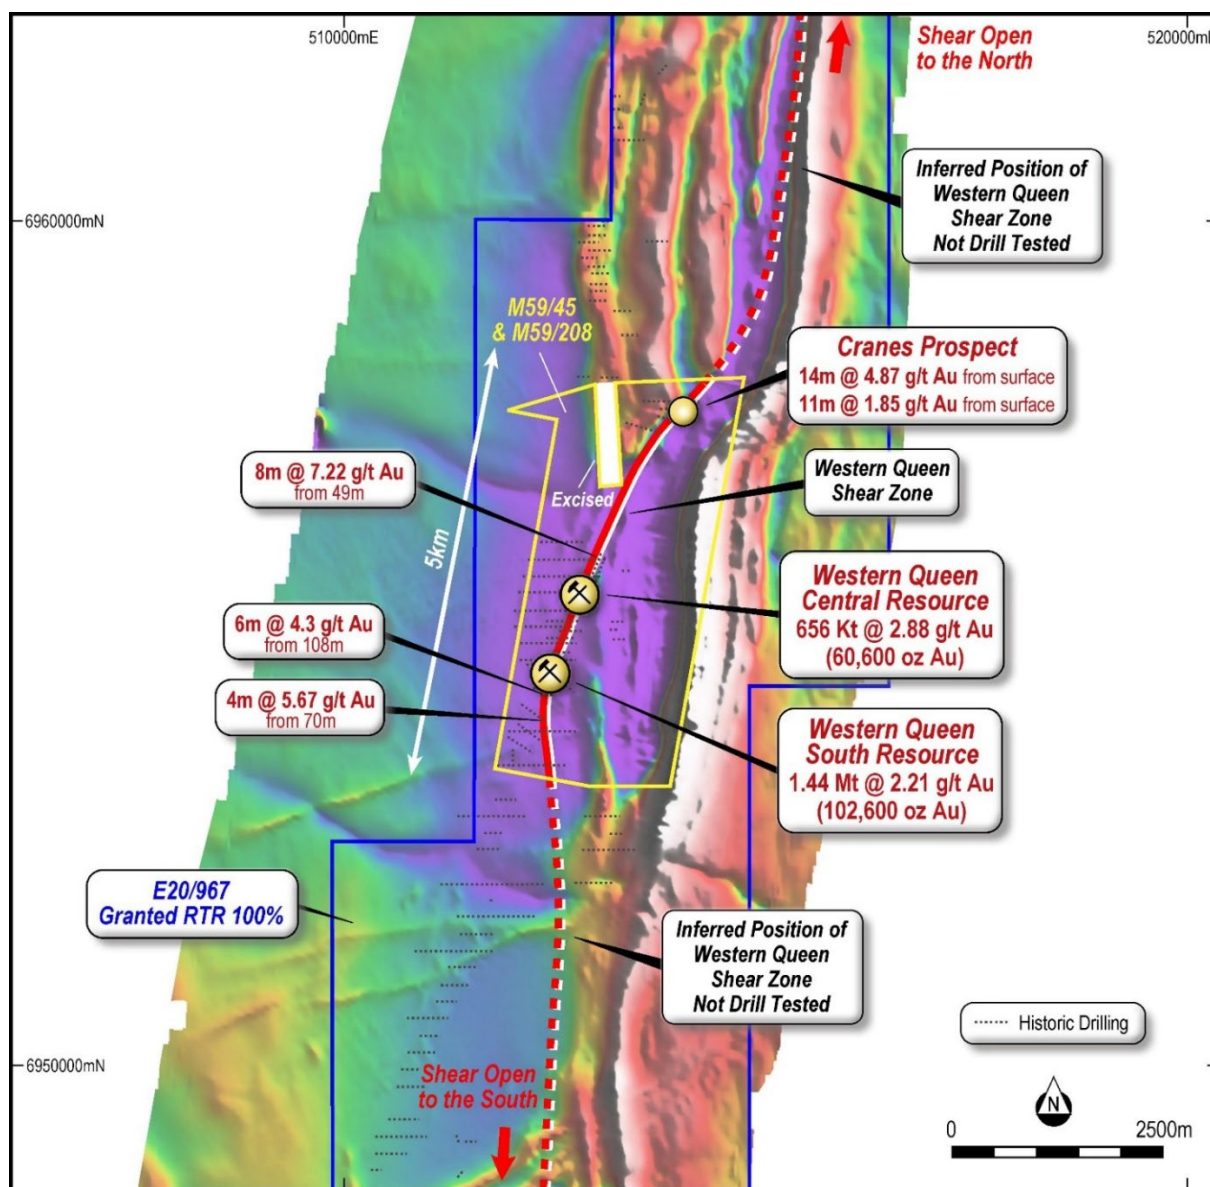 510000mE
520000mE
Shear Open
to the North
Inferred Position of
Western Queen
Shear Zone
Not Drill Tested
6960000mN
M59/45
& M59/208
Cranes Prospect
14m @ 4.87 g/t Au from surface
11m @ 1.85 g/t Au from surface
8m @ 7.22 g/t Au
from 49m
Excised
Western Queen
Shear Zone
5km
Western Queen
Central Resource
656 Kt @ 2.88 g/t Au
(60,600 oz Au)
6m @ 4.3 g/t Au
from 108m
4m @ 5.67 g/t Au
from 70m
Western Queen
South Resource
1.44 Mt @ 2.21 g/t Au
(102,600 oz Au)
E20/967
Granted RTR 100%
Inferred Position of
Western Queen
Shear Zone
Not Drill Tested
Historic Drilling
6950000mN
Shear Open
to the South
N
0
2500m